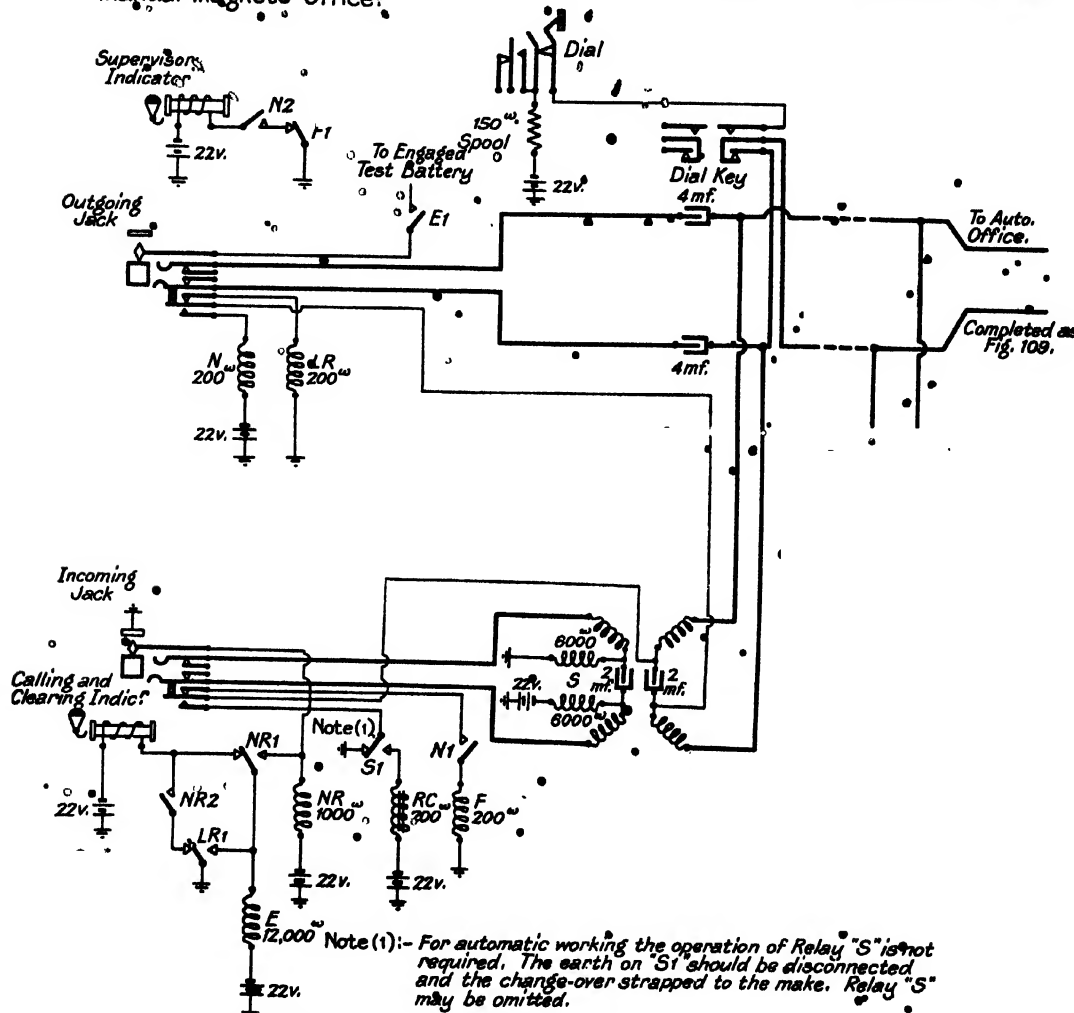 Manual Magneto Office.
Supervisory
Indicator
N2
F1
22v.
To Engaged
Test Battery
E1
Dial
150ω
Spool
22v.
Dial Key
4mf.
Outgoing
Jack
To Auto.
Office.
Completed as
Fig. 109.
4mf.
N
200ω
LR
200ω
22v.
Incoming
Jack
Calling and
Clearing Indic.
6000ω
S
2
mf.
2
mf.
22v.
6000ω
NR1
Note(1)
S1
N1
NR2
NR
1000ω
RC
200ω
F
200ω
22v.
LR1
22v.
22v.
E
12,000ω
22v.
Note(1):- For automatic working the operation of Relay "S" is not
required. The earth on "S1" should be disconnected
and the change-over strapped to the make. Relay "S"
may be omitted.